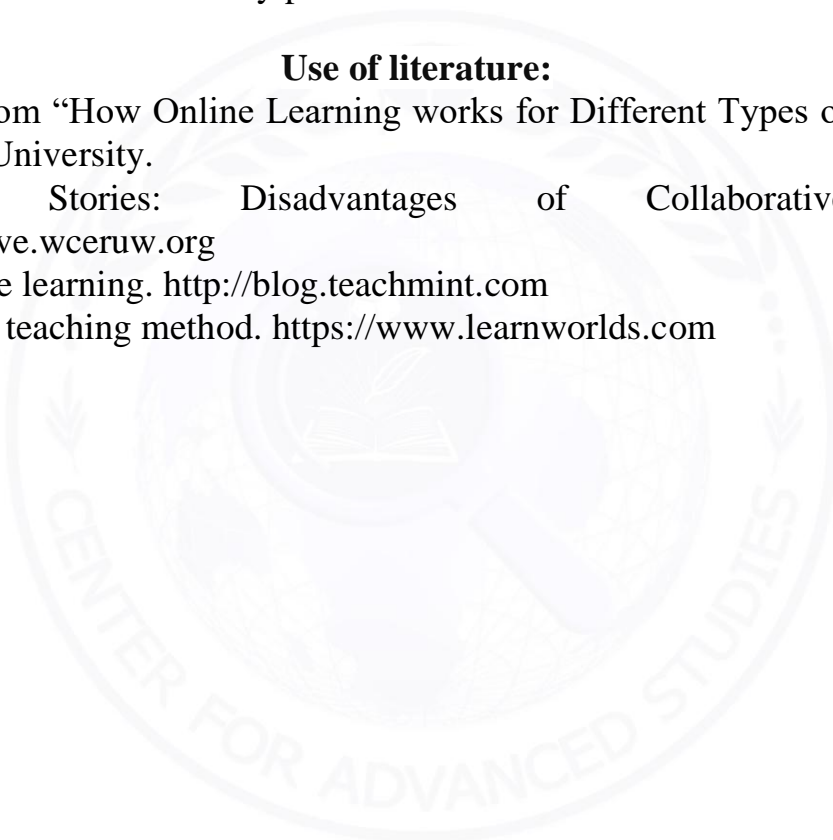 Use of literature:
om “How Online Learning works for Different Types o
University.
Stories: Disadvantages of Collaborativ
ve.wceruw.org
e learning. http://blog.teachmint.com
teaching method. https://www.learnworlds.com
CENTER FOR ADVANCED STUDIES